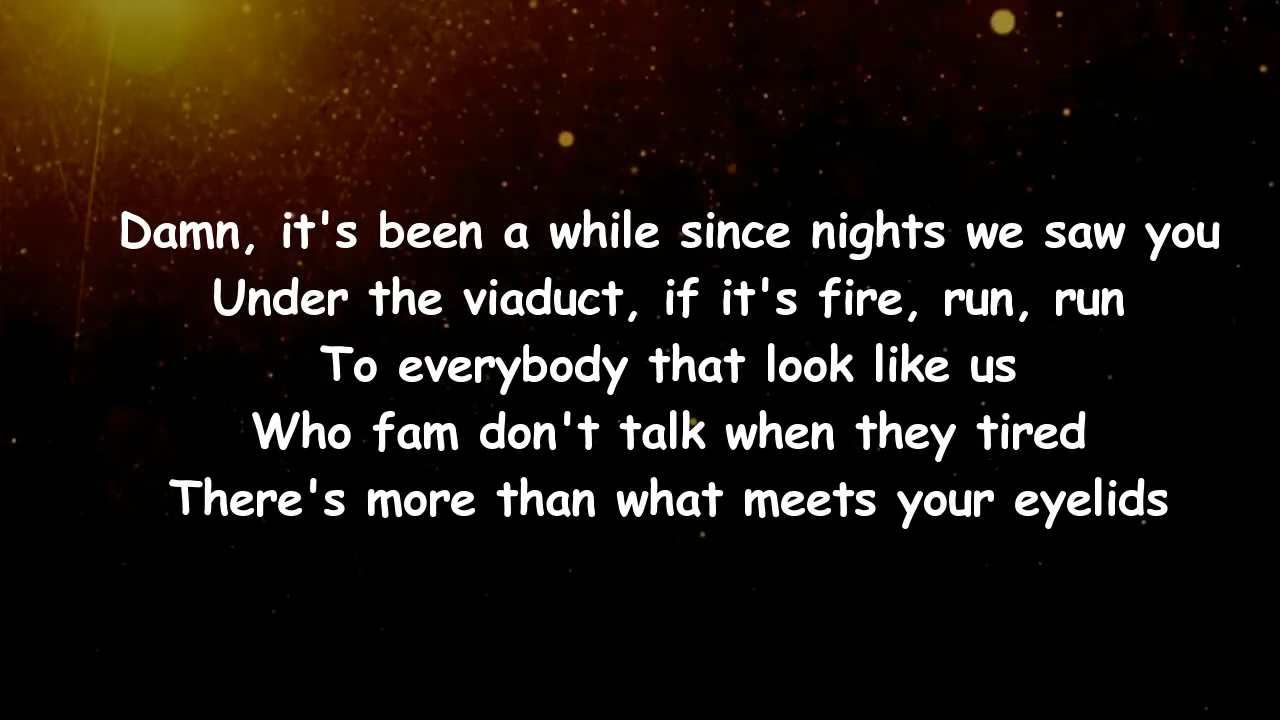 Damn, it's been a while since nights we saw you
Under the viaduct, if it's fire, run, run
To everybody that look like us
Who fam don't talk when they tired
There's more than what meets your eyelids